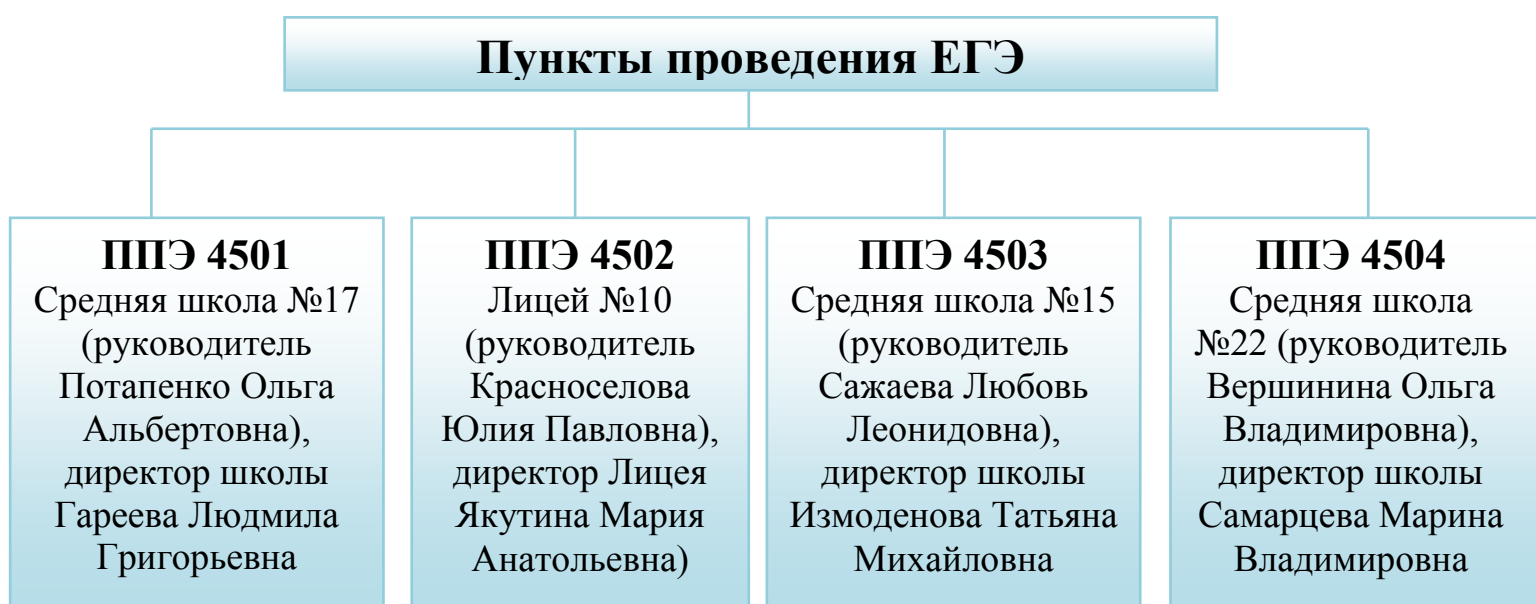 Пункты проведения ЕГЭ
ППЭ 4501
Средняя школа №17
(руководитель
Потапенко Ольга
Альбертовна),
директор школы
Гареева Людмила
Григорьевна
ППЭ 4502
Лицей №10
(руководитель
Красноселова
Юлия Павловна),
директор Лицея
Якутина Мария
Анатольевна)
ППЭ 4503
Средняя школа №15
(руководитель
Сажаева Любовь
Леонидовна),
директор школы
Измоденова Татьяна
Михайловна
ППЭ 4504
Средняя школа
№22 (руководитель
Вершинина Ольга
Владимировна),
директор школы
Самарцева Марина
Владимировна